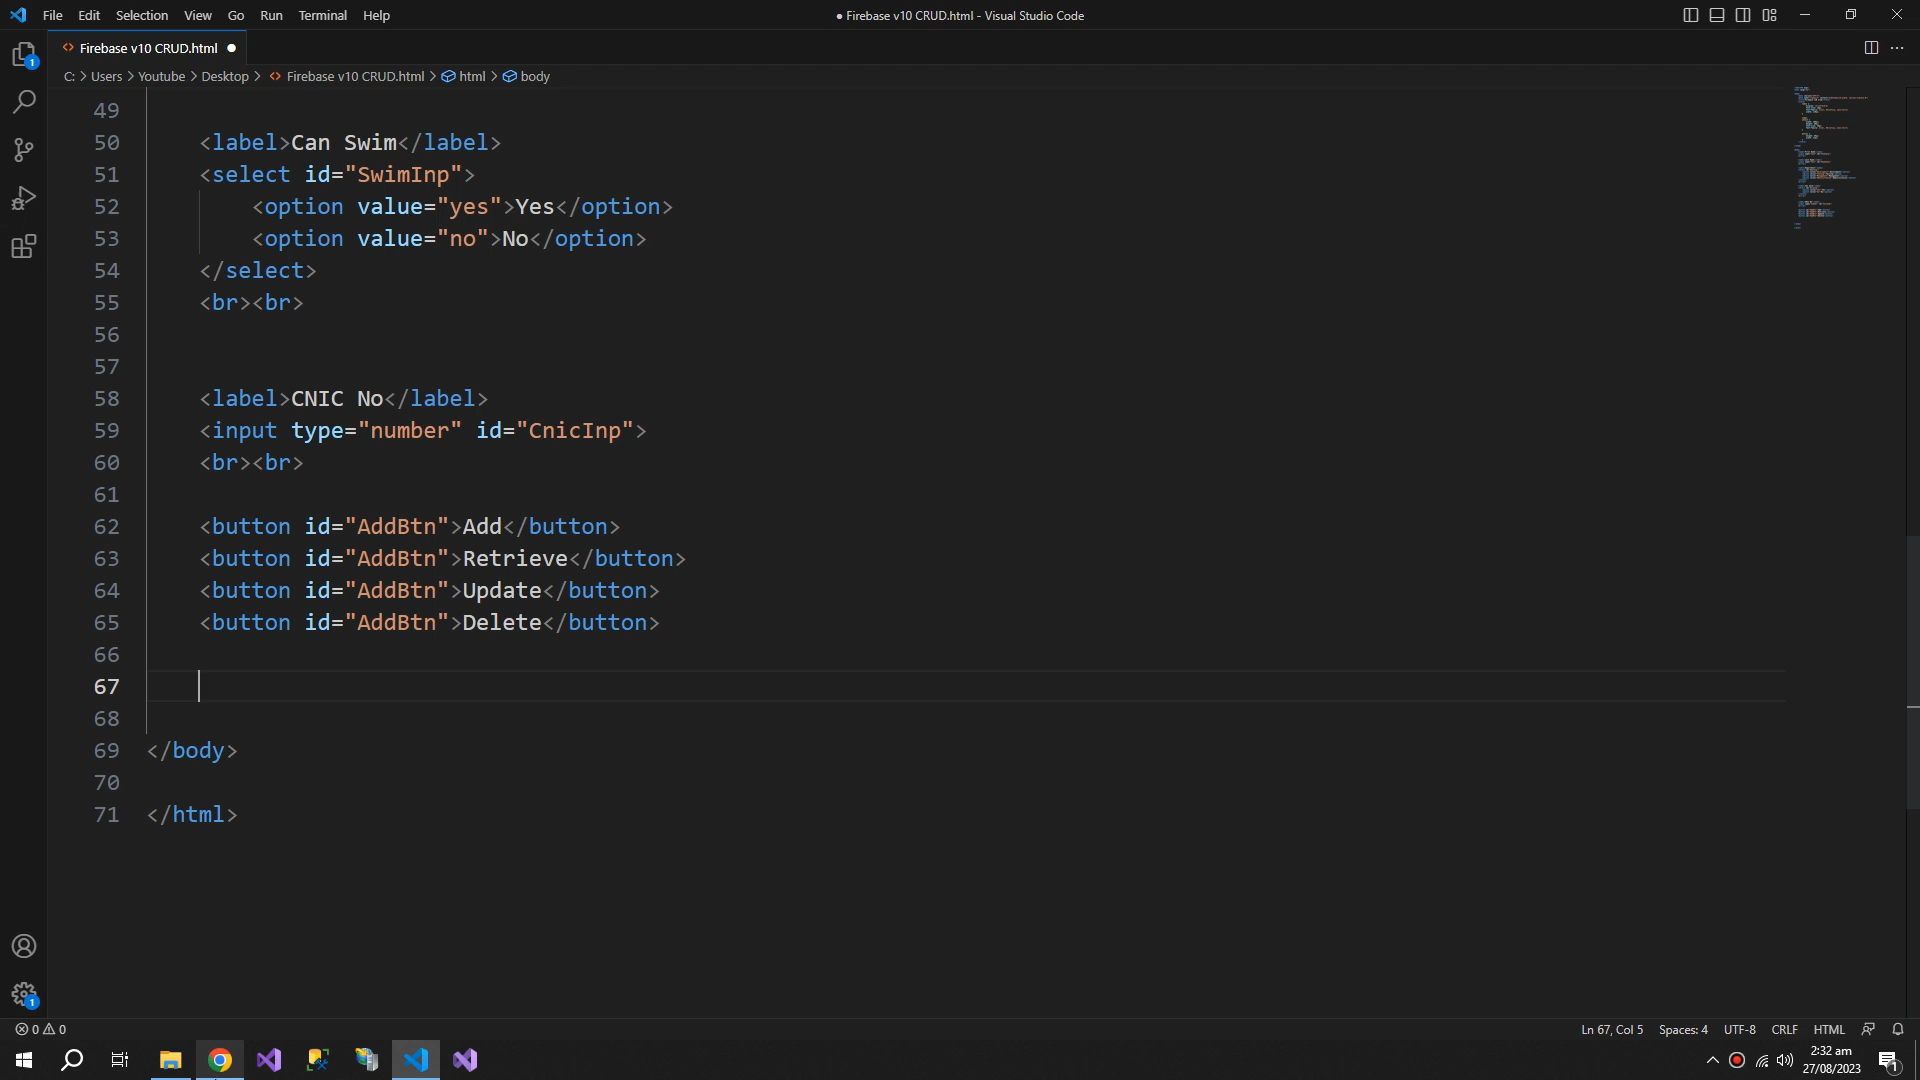 File Edit Selection View Go Run Terminal Help
● Firebase v10 CRUD.html - Visual Studio Code
Firebase v10 CRUD.html
C: > Users > Youtube > Desktop > Firebase v10 CRUD.html > html > body
49
50 <label>Can Swim</label>
51 <select id="SwimInp">
52 <option value="yes">Yes</option>
53 <option value="no">No</option>
54 </select>
55 <br><br>
56
57
58 <label>CNIC No</label>
59 <input type="number" id="CnicInp">
60 <br><br>
61
62 <button id="AddBtn">Add</button>
63 <button id="AddBtn">Retrieve</button>
64 <button id="AddBtn">Update</button>
65 <button id="AddBtn">Delete</button>
66
67
68
69 </body>
70
71 </html>
1
1
0 0
Ln 67, Col 5 Spaces: 4 UTF-8 CRLF HTML
2:32 am
27/08/2023
1